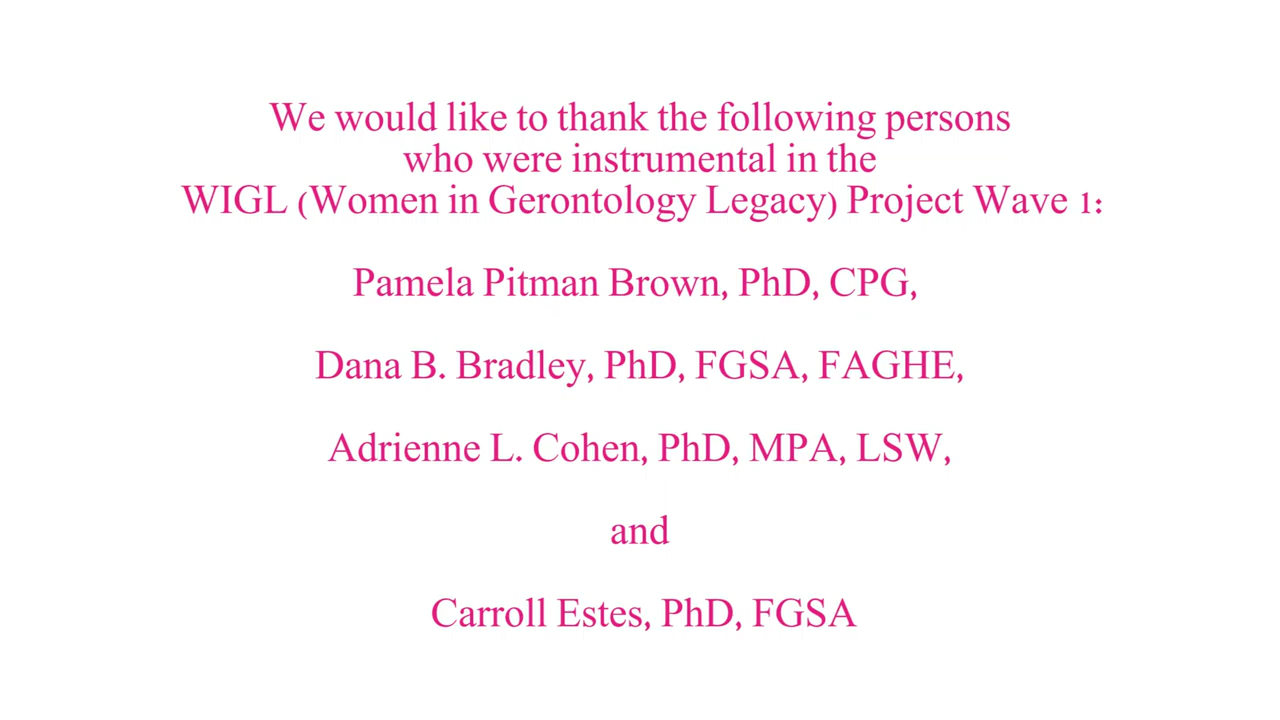 We would like to thank the following persons
who were instrumental in the
WIGL (Women in Gerontology Legacy) Project Wave 1:
Pamela Pitman Brown, PhD, CPG,
Dana B. Bradley, PhD, FGSA, FAGHE,
Adrienne L. Cohen, PhD, MPA, LSW,
and
Carroll Estes, PhD, FGSA